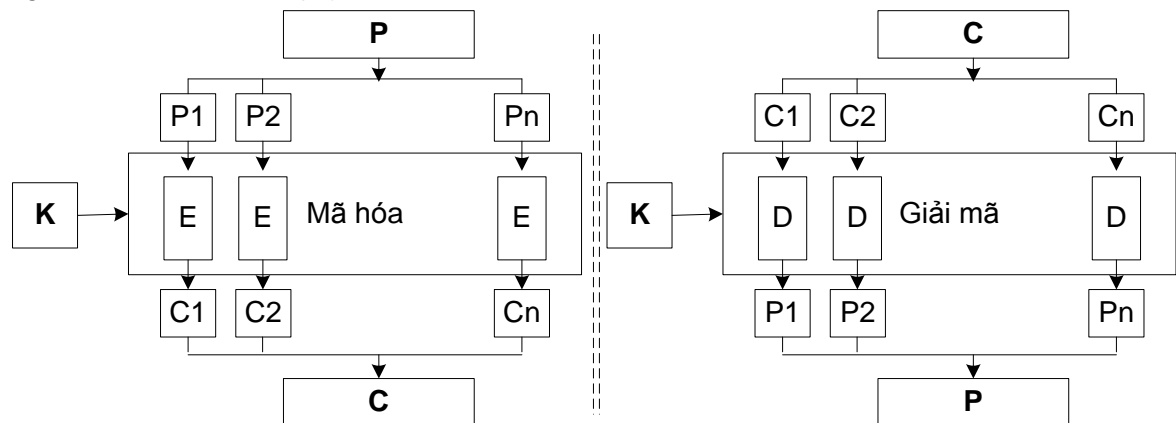 P
P1 P2 Pn
K
E E Mã hóa E
C1 C2 Cn
C
C
C1 C2 Cn
K
D D Giải mã D
P1 P2 Pn
P